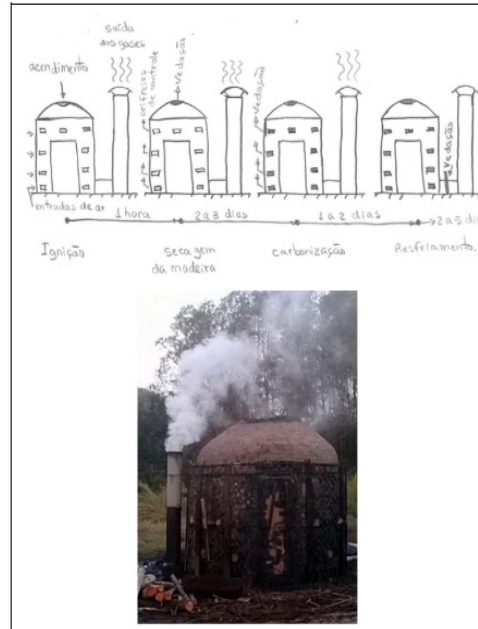 saída
dos gases
acendimento
orifícios
de controle
vedação
vedação
vedação
entradas de ar
1 hora
2 a 3 dias
1 a 2 dias
2 a 5 dias
Ignição
secagem
da madeira
carbonização
Resfriamento.